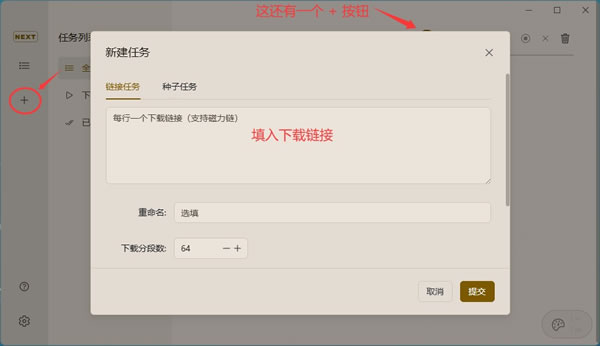 这还有一个 + 按钮
NEXT
任务列
新建任务
全
链接任务 种子任务
下
每行一个下载链接（支持磁力链）
已
填入下载链接
重命名: 选填
下载分段数: 64
取消 提交